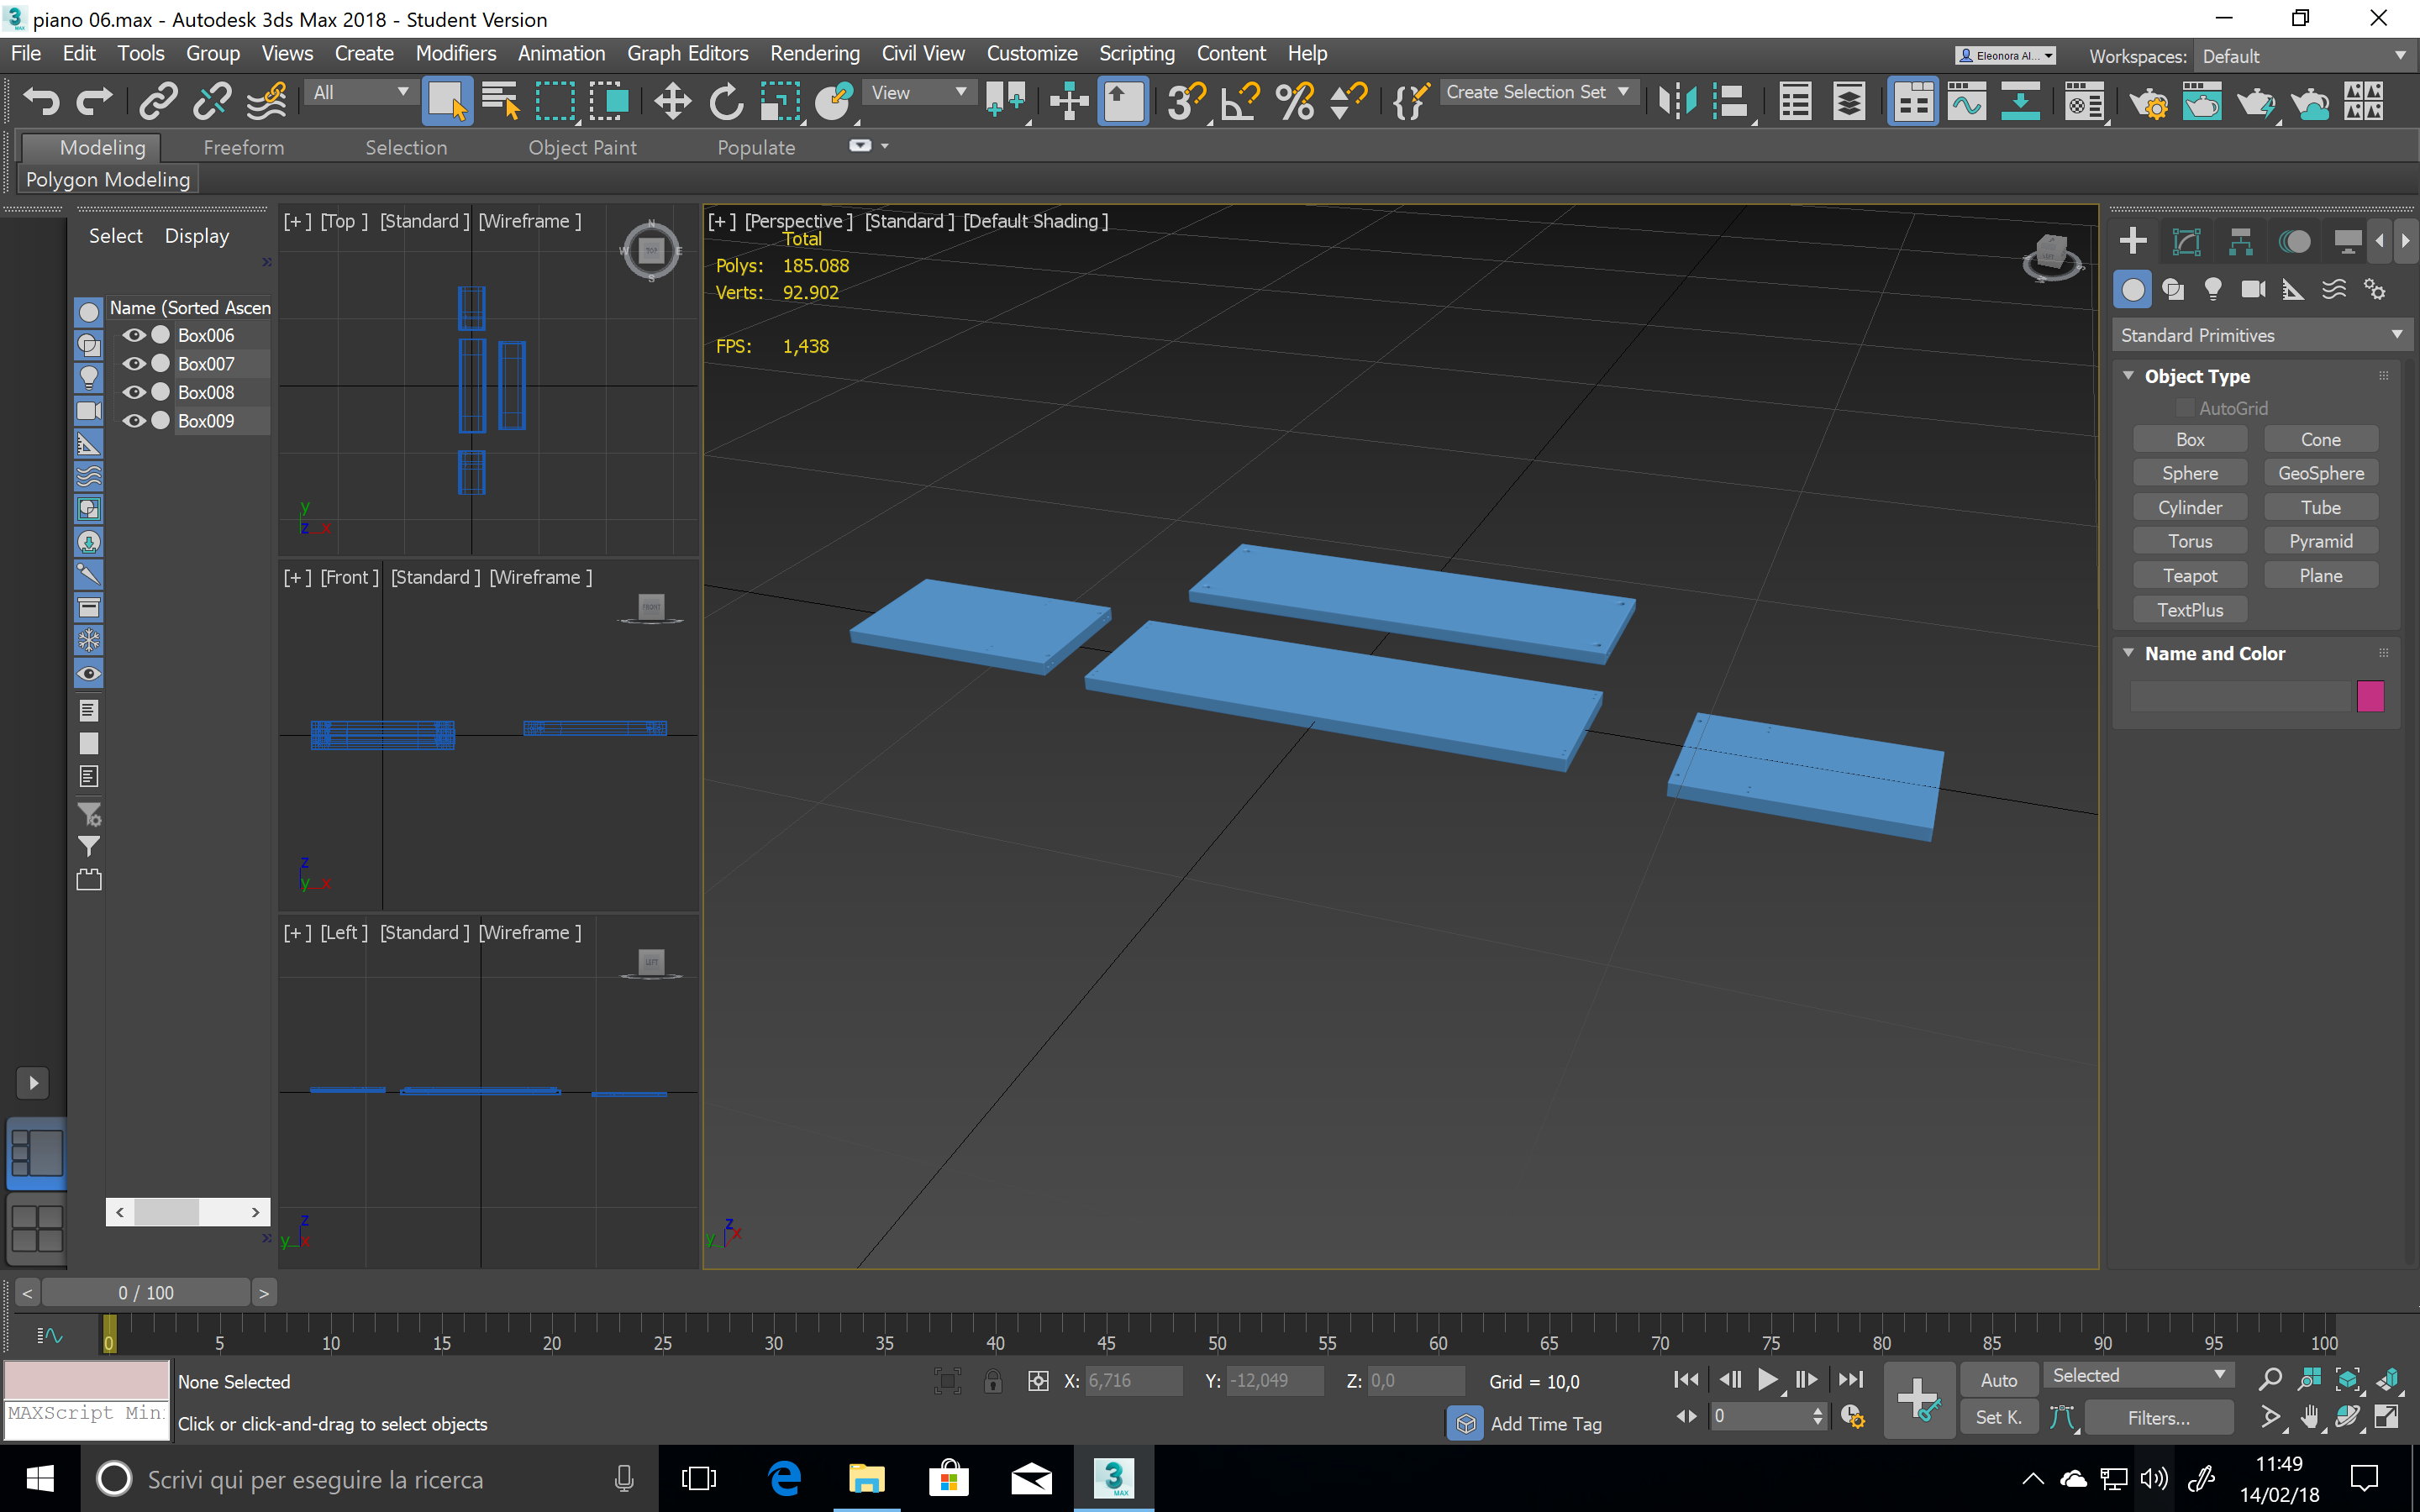 piano 06.max - Autodesk 3ds Max 2018 - Student Version
File Edit Tools Group Views Create Modifiers Animation Graph Editors Rendering Civil View Customize Scripting Content Help
Eleonora Al... Workspaces: Default
All View Create Selection Set
Modeling Freeform Selection Object Paint Populate
Polygon Modeling
Select Display
Name (Sorted Ascen
Box006
Box007
Box008
Box009
[+] [Top ] [Standard ] [Wireframe ]
N
W TOP E
S
y
z x
[+] [Front ] [Standard ] [Wireframe ]
FRONT
z
y x
[+] [Left ] [Standard ] [Wireframe ]
LEFT
z
y x
[+] [Perspective ] [Standard ] [Default Shading ]
Total
Polys: 185.088
Verts: 92.902
FPS: 1,438
z
y x
Standard Primitives
Object Type
AutoGrid
Box Cone
Sphere GeoSphere
Cylinder Tube
Torus Pyramid
Teapot Plane
TextPlus
Name and Color
< 0 / 100 >
0 5 10 15 20 25 30 35 40 45 50 55 60 65 70 75 80 85 90 95 100
None Selected
X: 6,716 Y: -12,049 Z: 0,0 Grid = 10,0
Auto Selected
MAXScript Min
Click or click-and-drag to select objects
Add Time Tag
0
Set K. Filters...
Scrivi qui per eseguire la ricerca
3 MAX
11:49
14/02/18